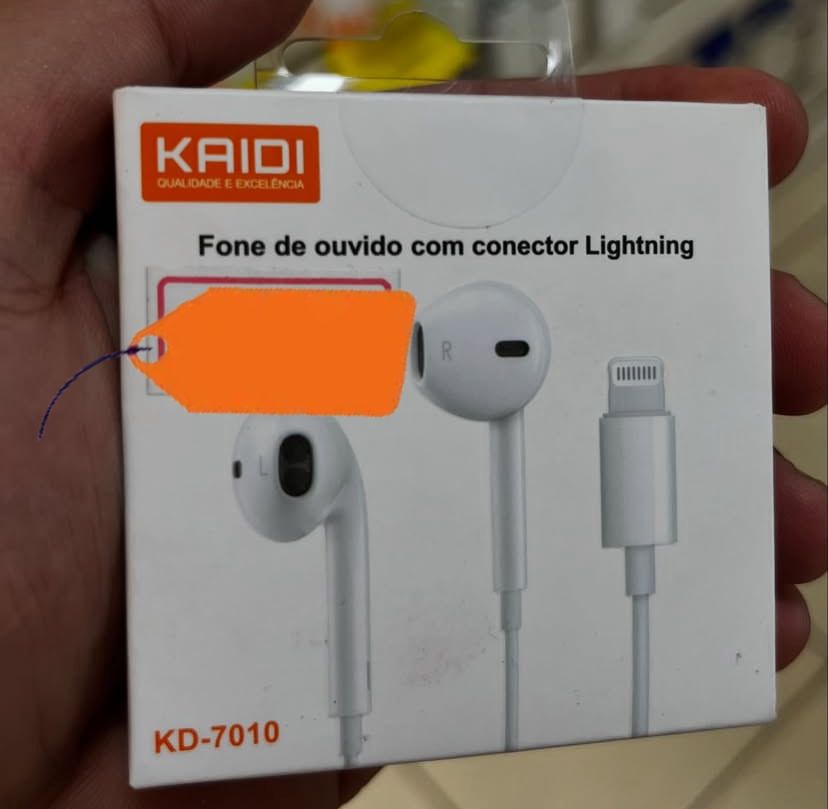 KAIDI
QUALIDADE E EXCELÊNCIA
Fone de ouvido com conector Lightning
R
L
KD-7010